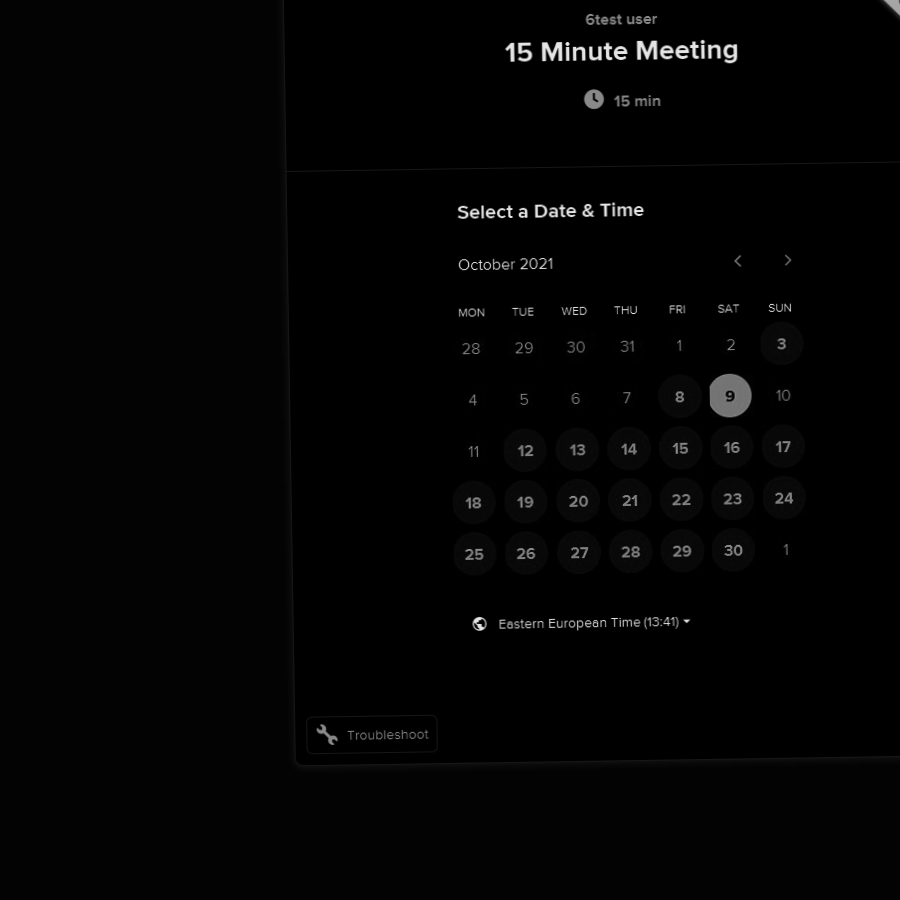 6test user
15 Minute Meeting
15 min
Select a Date & Time
October 2021
MON TUE WED THU FRI SAT SUN
28 29 30 31 1 2 3
4 5 6 7 8 9 10
11 12 13 14 15 16 17
18 19 20 21 22 23 24
25 26 27 28 29 30 1
Eastern European Time (13:41)
Troubleshoot